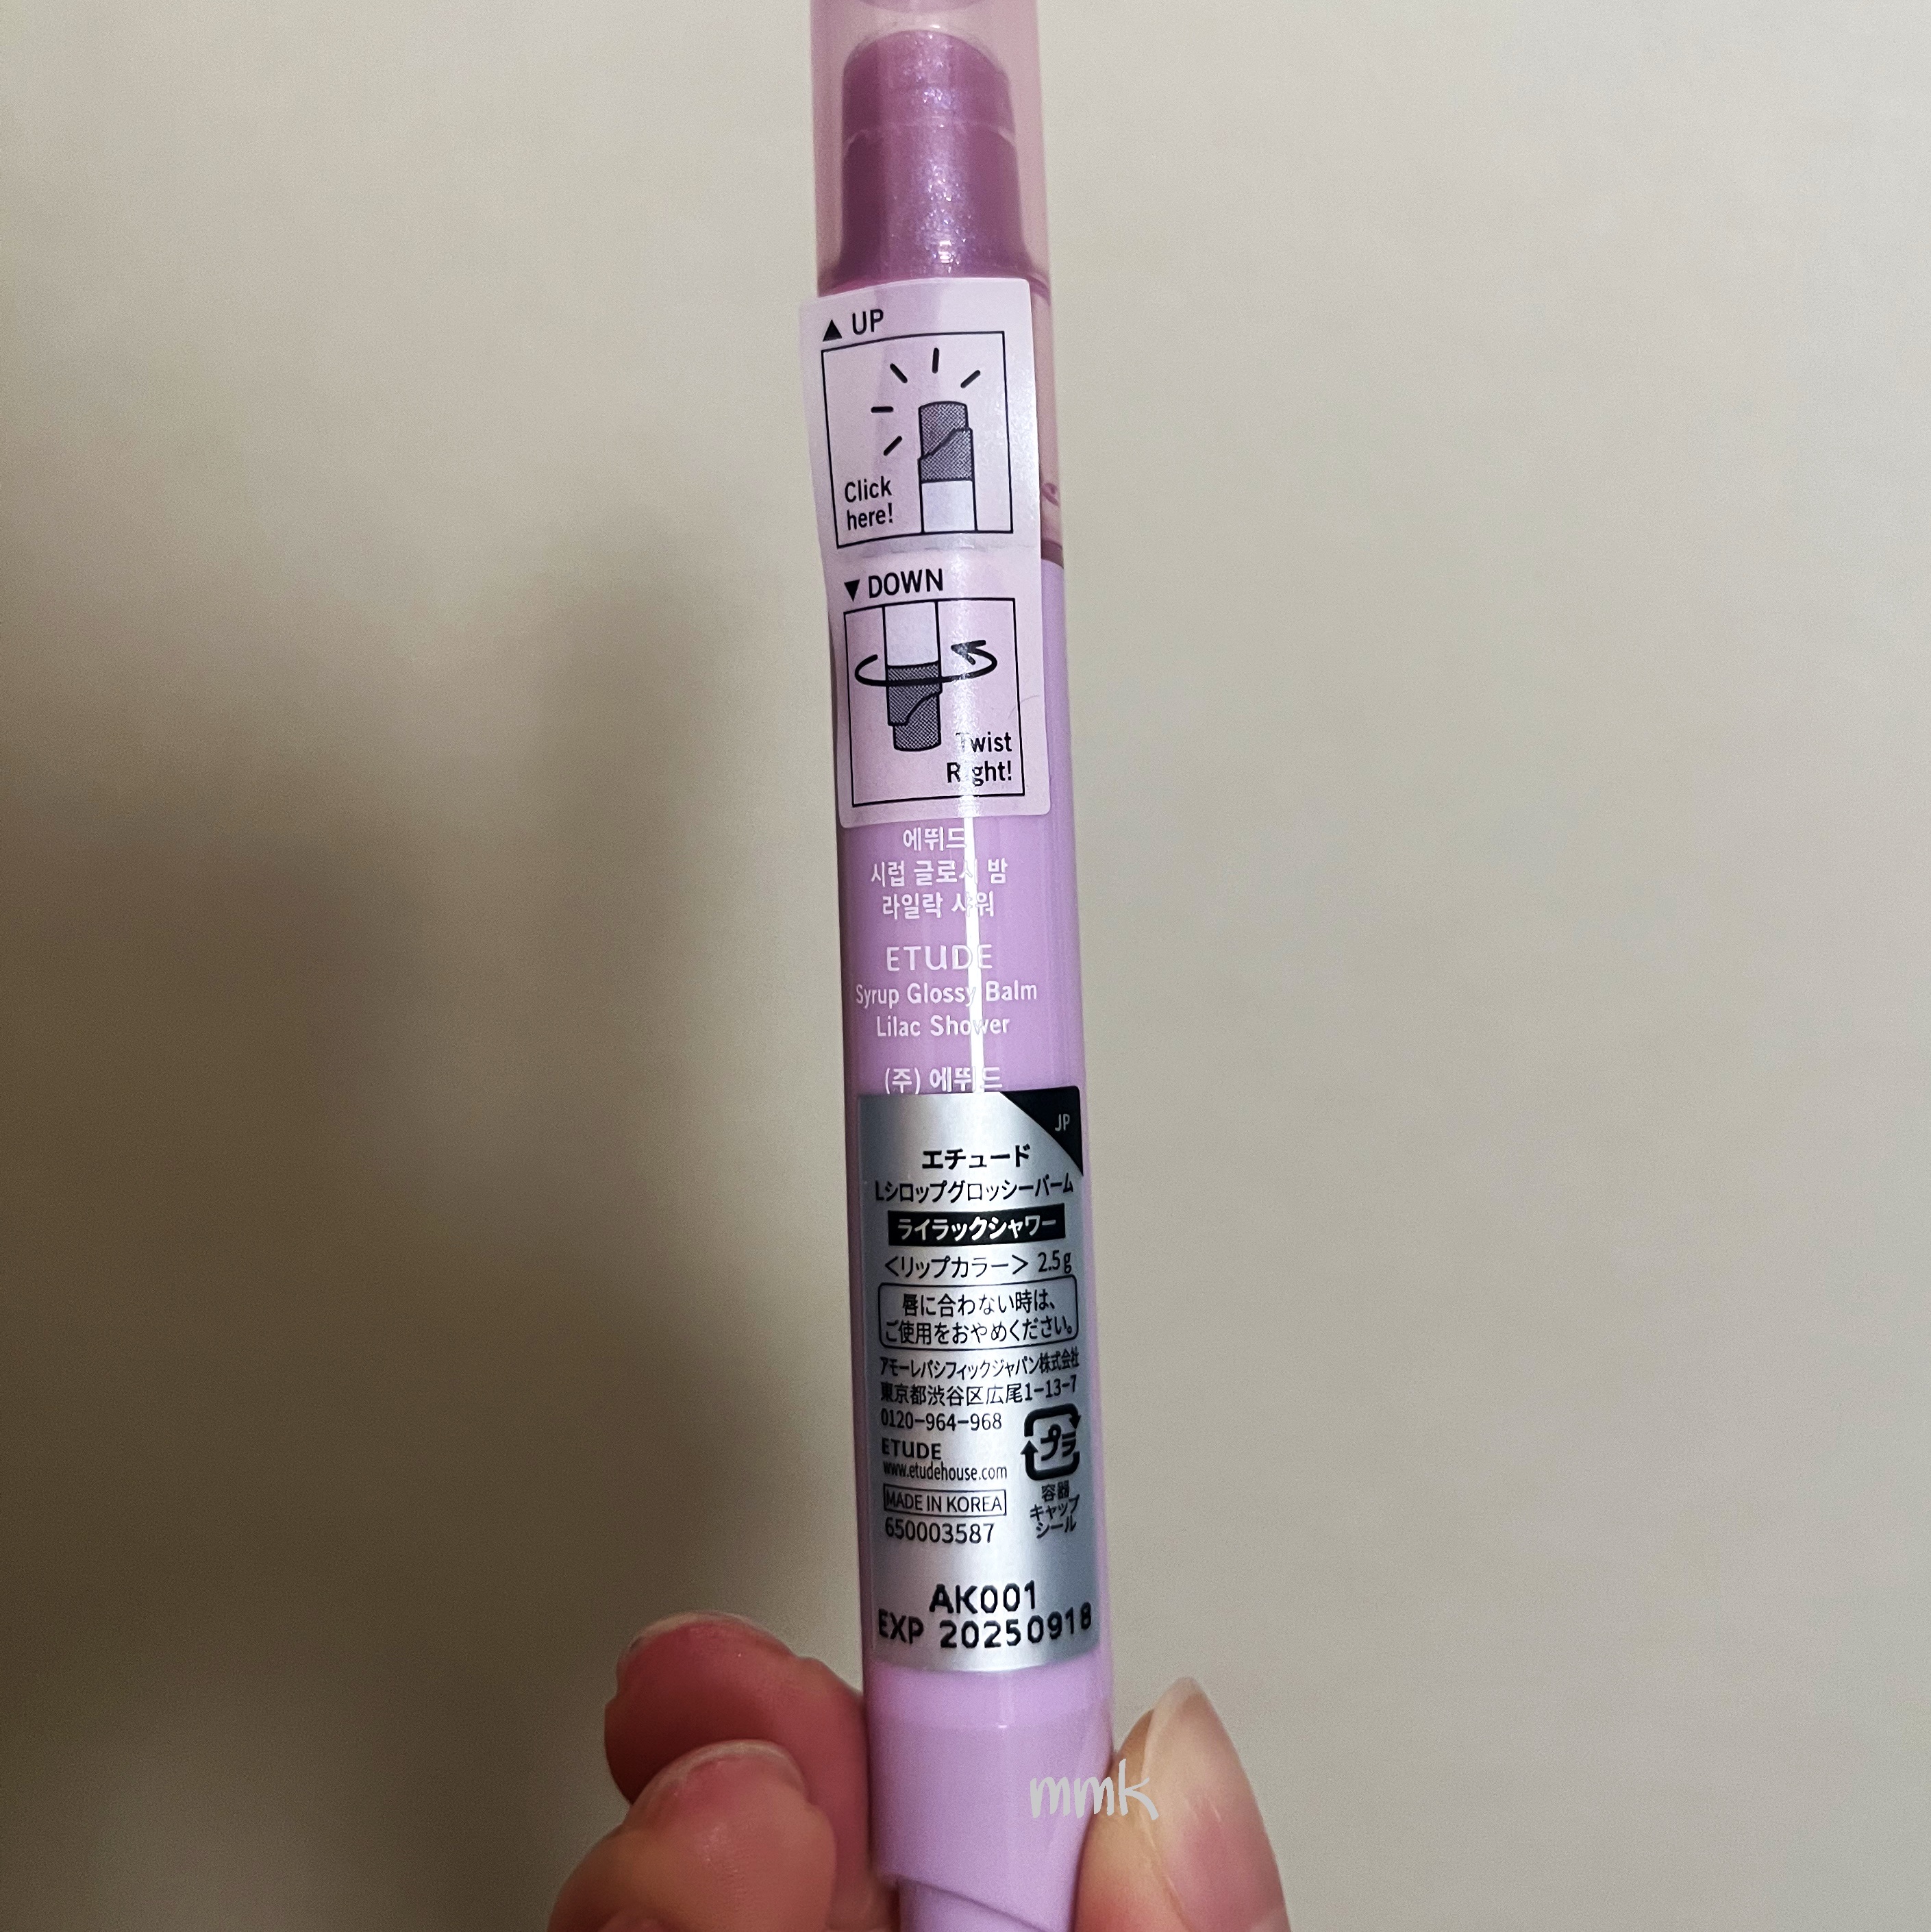 ▲ UP
Click
here!
▼ DOWN
Twist
Right!
에뛰드
시럽 글로시 밤
라일락 샤워
ETUDE
Syrup Glossy Balm
Lilac Shower
(주) 에뛰드
JP
エチュード
Lシロップグロッシーバーム
ライラックシャワー
＜リップカラー＞ 2.5g
唇に合わない時は、
ご使用をおやめください。
アモーレパシフィックジャパン株式会社
東京都渋谷区広尾1-13-7
0120-964-968
ETUDE
www.etudehouse.com
MADE IN KOREA
650003587
プラ
容器
キャップ
シール
AK001
EXP 20250918
mmk